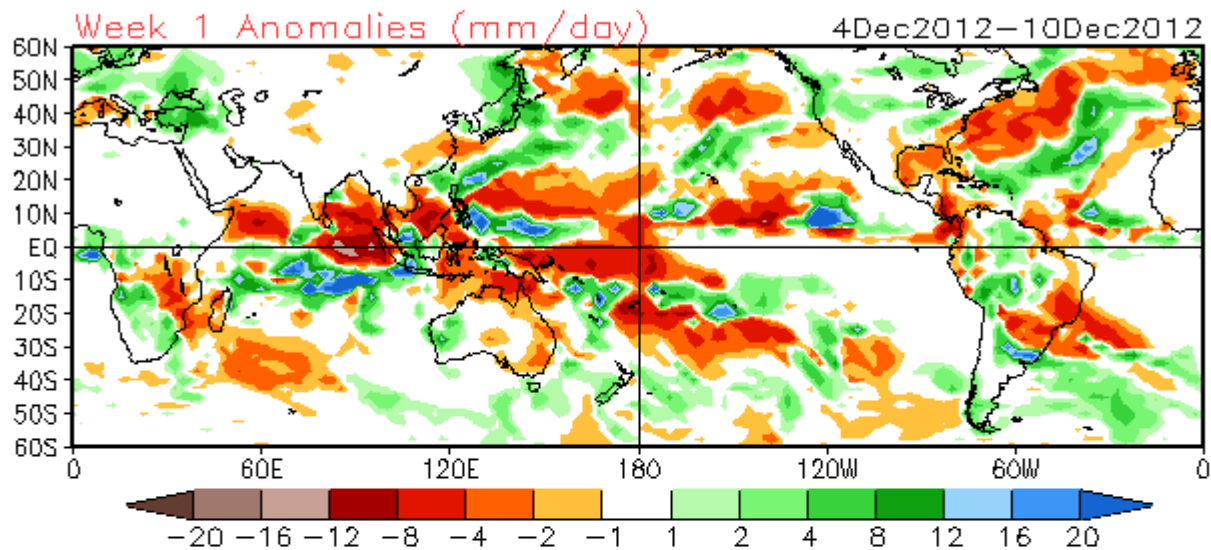 Week 1 Anomalies (mm/day) 4Dec2012−10Dec2012
60N
50N
40N
30N
20N
10N
EQ
10S
20S
30S
40S
50S
60S
0 60E 120E 180 120W 60W 0
−20 −16 −12 −8 −4 −2 −1 1 2 4 8 12 16 20